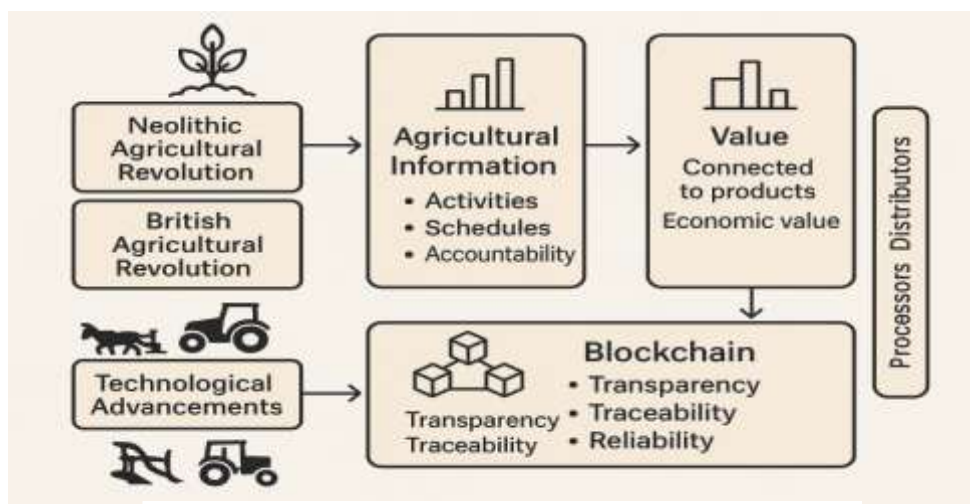 Neolithic
Agricultural
Revolution
British
Agricultural
Revolution
Technological
Advancements
Agricultural
Information
• Activities
• Schedules
• Accountability
Value
Connected
to products
Economic value
Blockchain
• Transparency
• Traceability
• Reliability
Transparency
Traceability
Processors Distributors